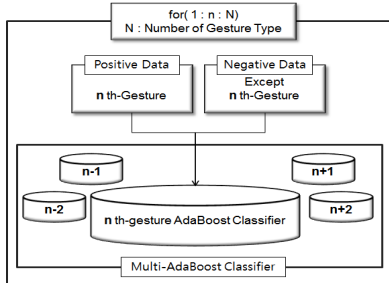 for( 1 : n : N)
N : Number of Gesture Type
Positive Data
n th-Gesture
Negative Data
Except
n th-Gesture
n-1
n+1
n-2
n+2
n th-gesture AdaBoost Classifier
Multi-AdaBoost Classifier